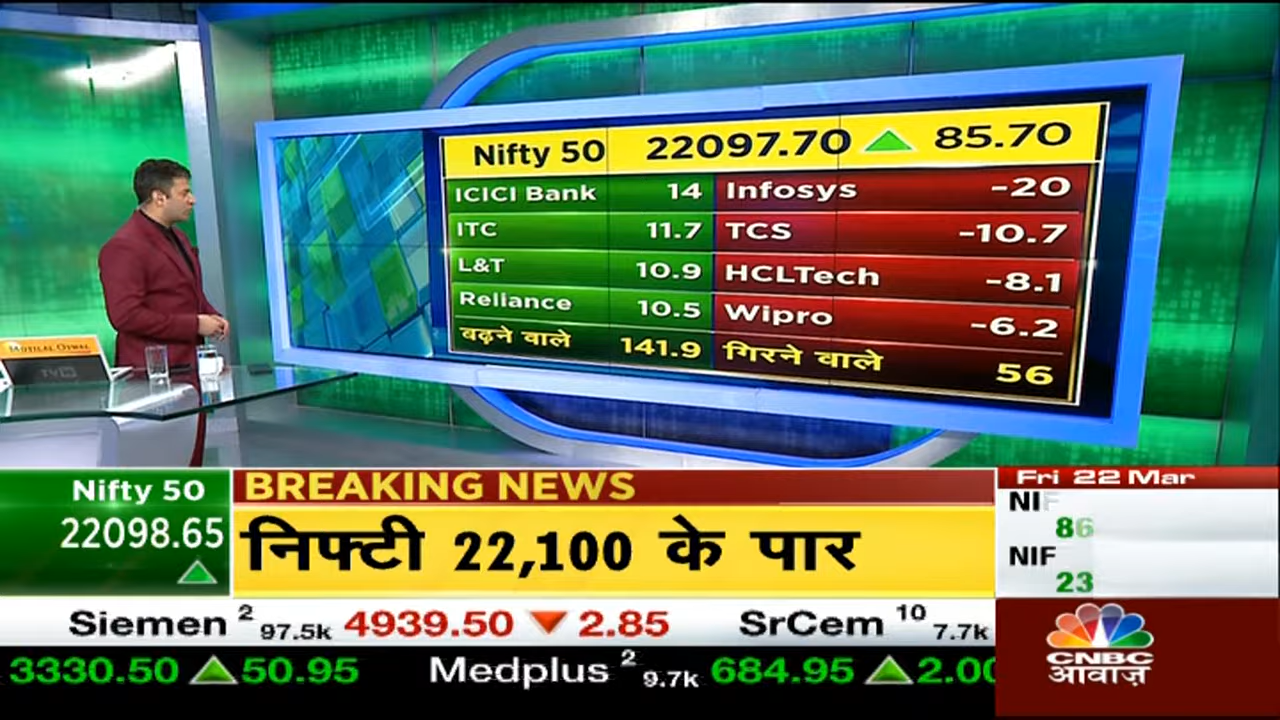 Nifty 50 22097.70 85.70
ICICI Bank 14 Infosys -20
ITC 11.7 TCS -10.7
L&T 10.9 HCLTech -8.1
Reliance 10.5 Wipro -6.2
बढ़ने वाले 141.9 गिरने वाले 56
MOTILAL OSWAL
Nifty 50
22098.65
BREAKING NEWS
निफ्टी 22,100 के पार
Fri 22 Mar
NIF
86
NIF
23
Siemen 2 97.5k 4939.50 2.85 SrCem 10 7.7k
3330.50 50.95 Medplus 2 9.7k 684.95 2.00
CNBC
आवाज़